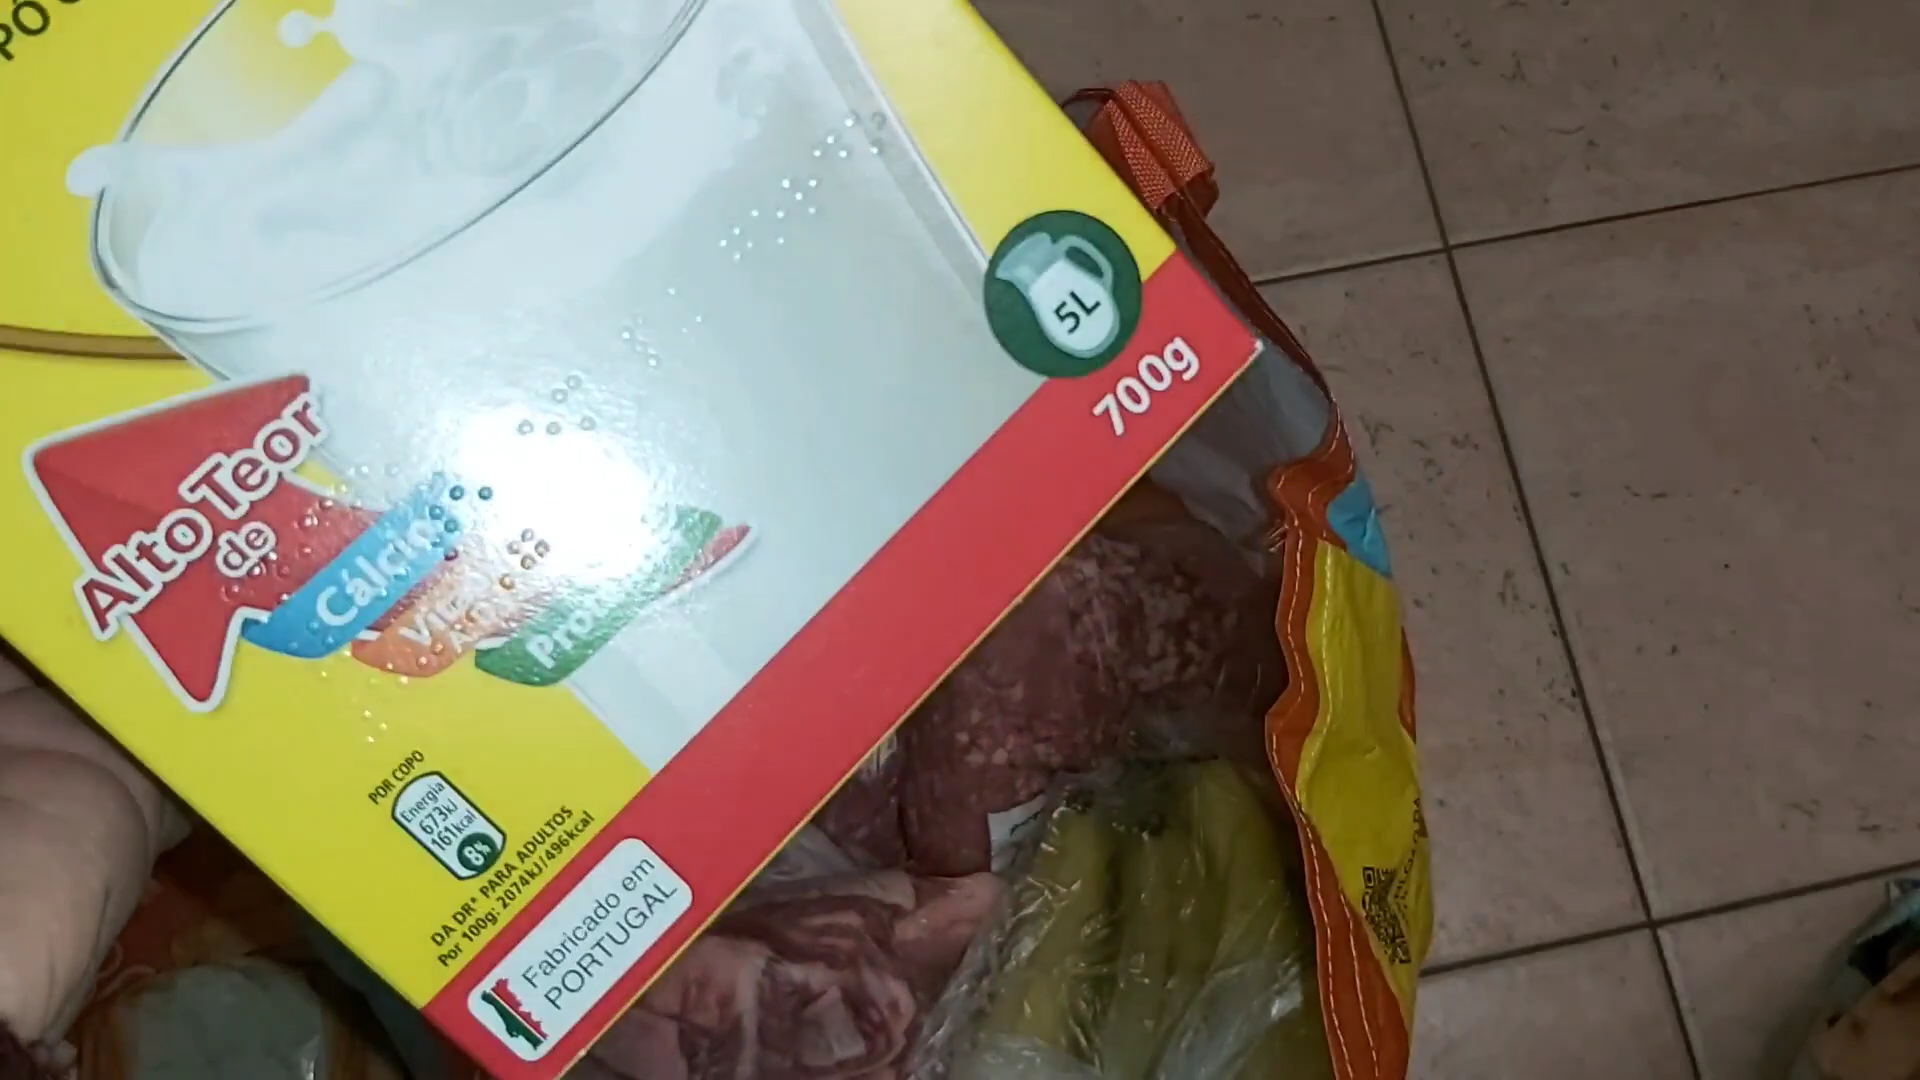 5L
700g
Alto Teor
de
Cálcio
POR COPO
Energia
673kJ
161kcal
8%
DA DR* PARA ADULTOS
Por 100g: 2074kJ/496kcal
Fabricado em
PORTUGAL